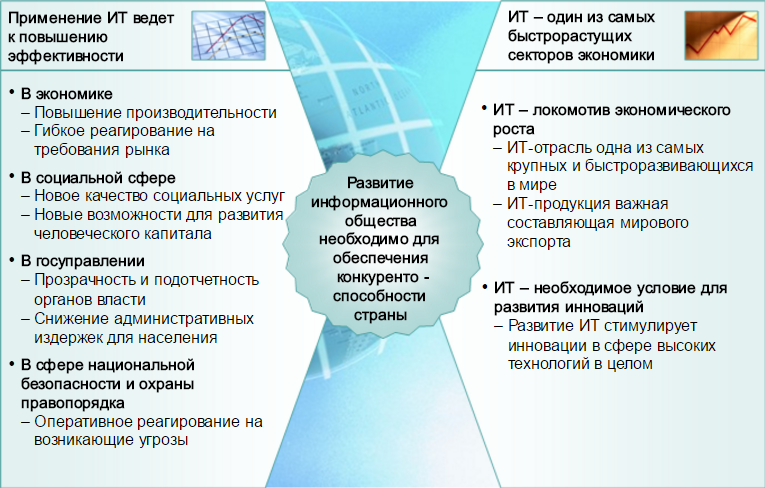 Применение ИТ ведет
к повышению
эффективности
• В экономике
– Повышение производительности
– Гибкое реагирование на
требования рынка
• В социальной сфере
– Новое качество социальных услуг
– Новые возможности для развития
человеческого капитала
• В госуправлении
– Прозрачность и подотчетность
органов власти
– Снижение административных
издержек для населения
• В сфере национальной
безопасности и охраны
правопорядка
– Оперативное реагирование на
возникающие угрозы
Развитие
информационного
общества
необходимо для
обеспечения
конкуренто -
способности
страны
ИТ – один из самых
быстрорастущих
секторов экономики
• ИТ – локомотив экономического
роста
– ИТ-отрасль одна из самых
крупных и быстроразвивающихся
в мире
– ИТ-продукция важная
составляющая мирового
экспорта
• ИТ – необходимое условие для
развития инноваций
– Развитие ИТ стимулирует
инновации в сфере высоких
технологий в целом